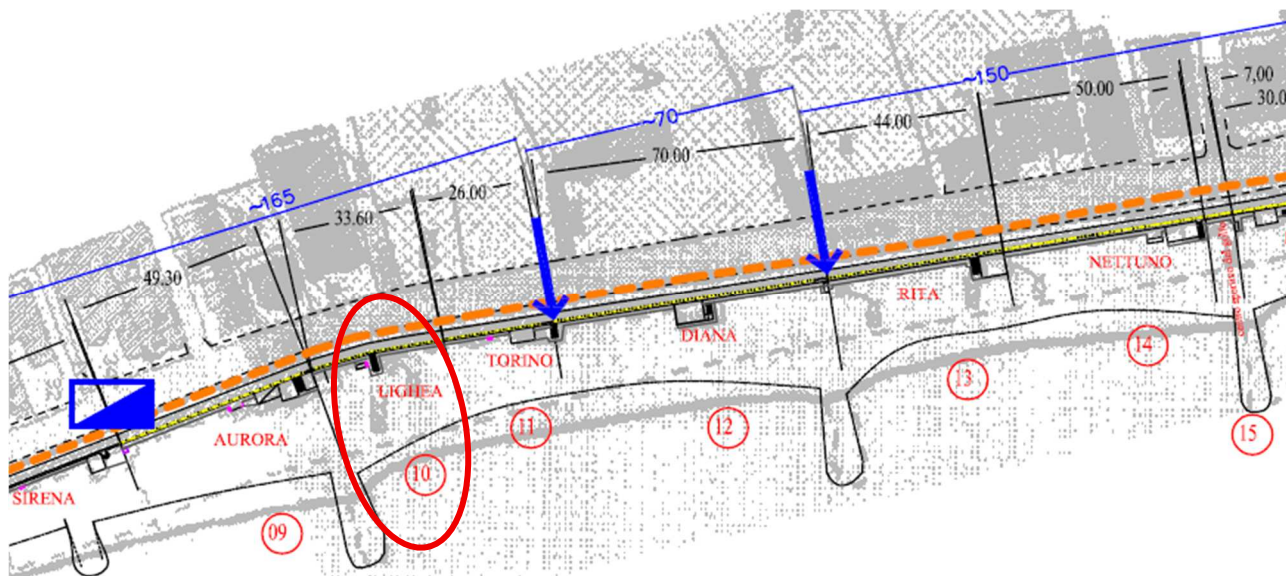 ~150
7,00
30.0
50.00
44.00
~70
70.00
~165
26.00
33.60
49.30
NETTUNO
RITA
DIANA
TORINO
LIGHEA
AURORA
SIRENA
14
13
15
12
11
10
09